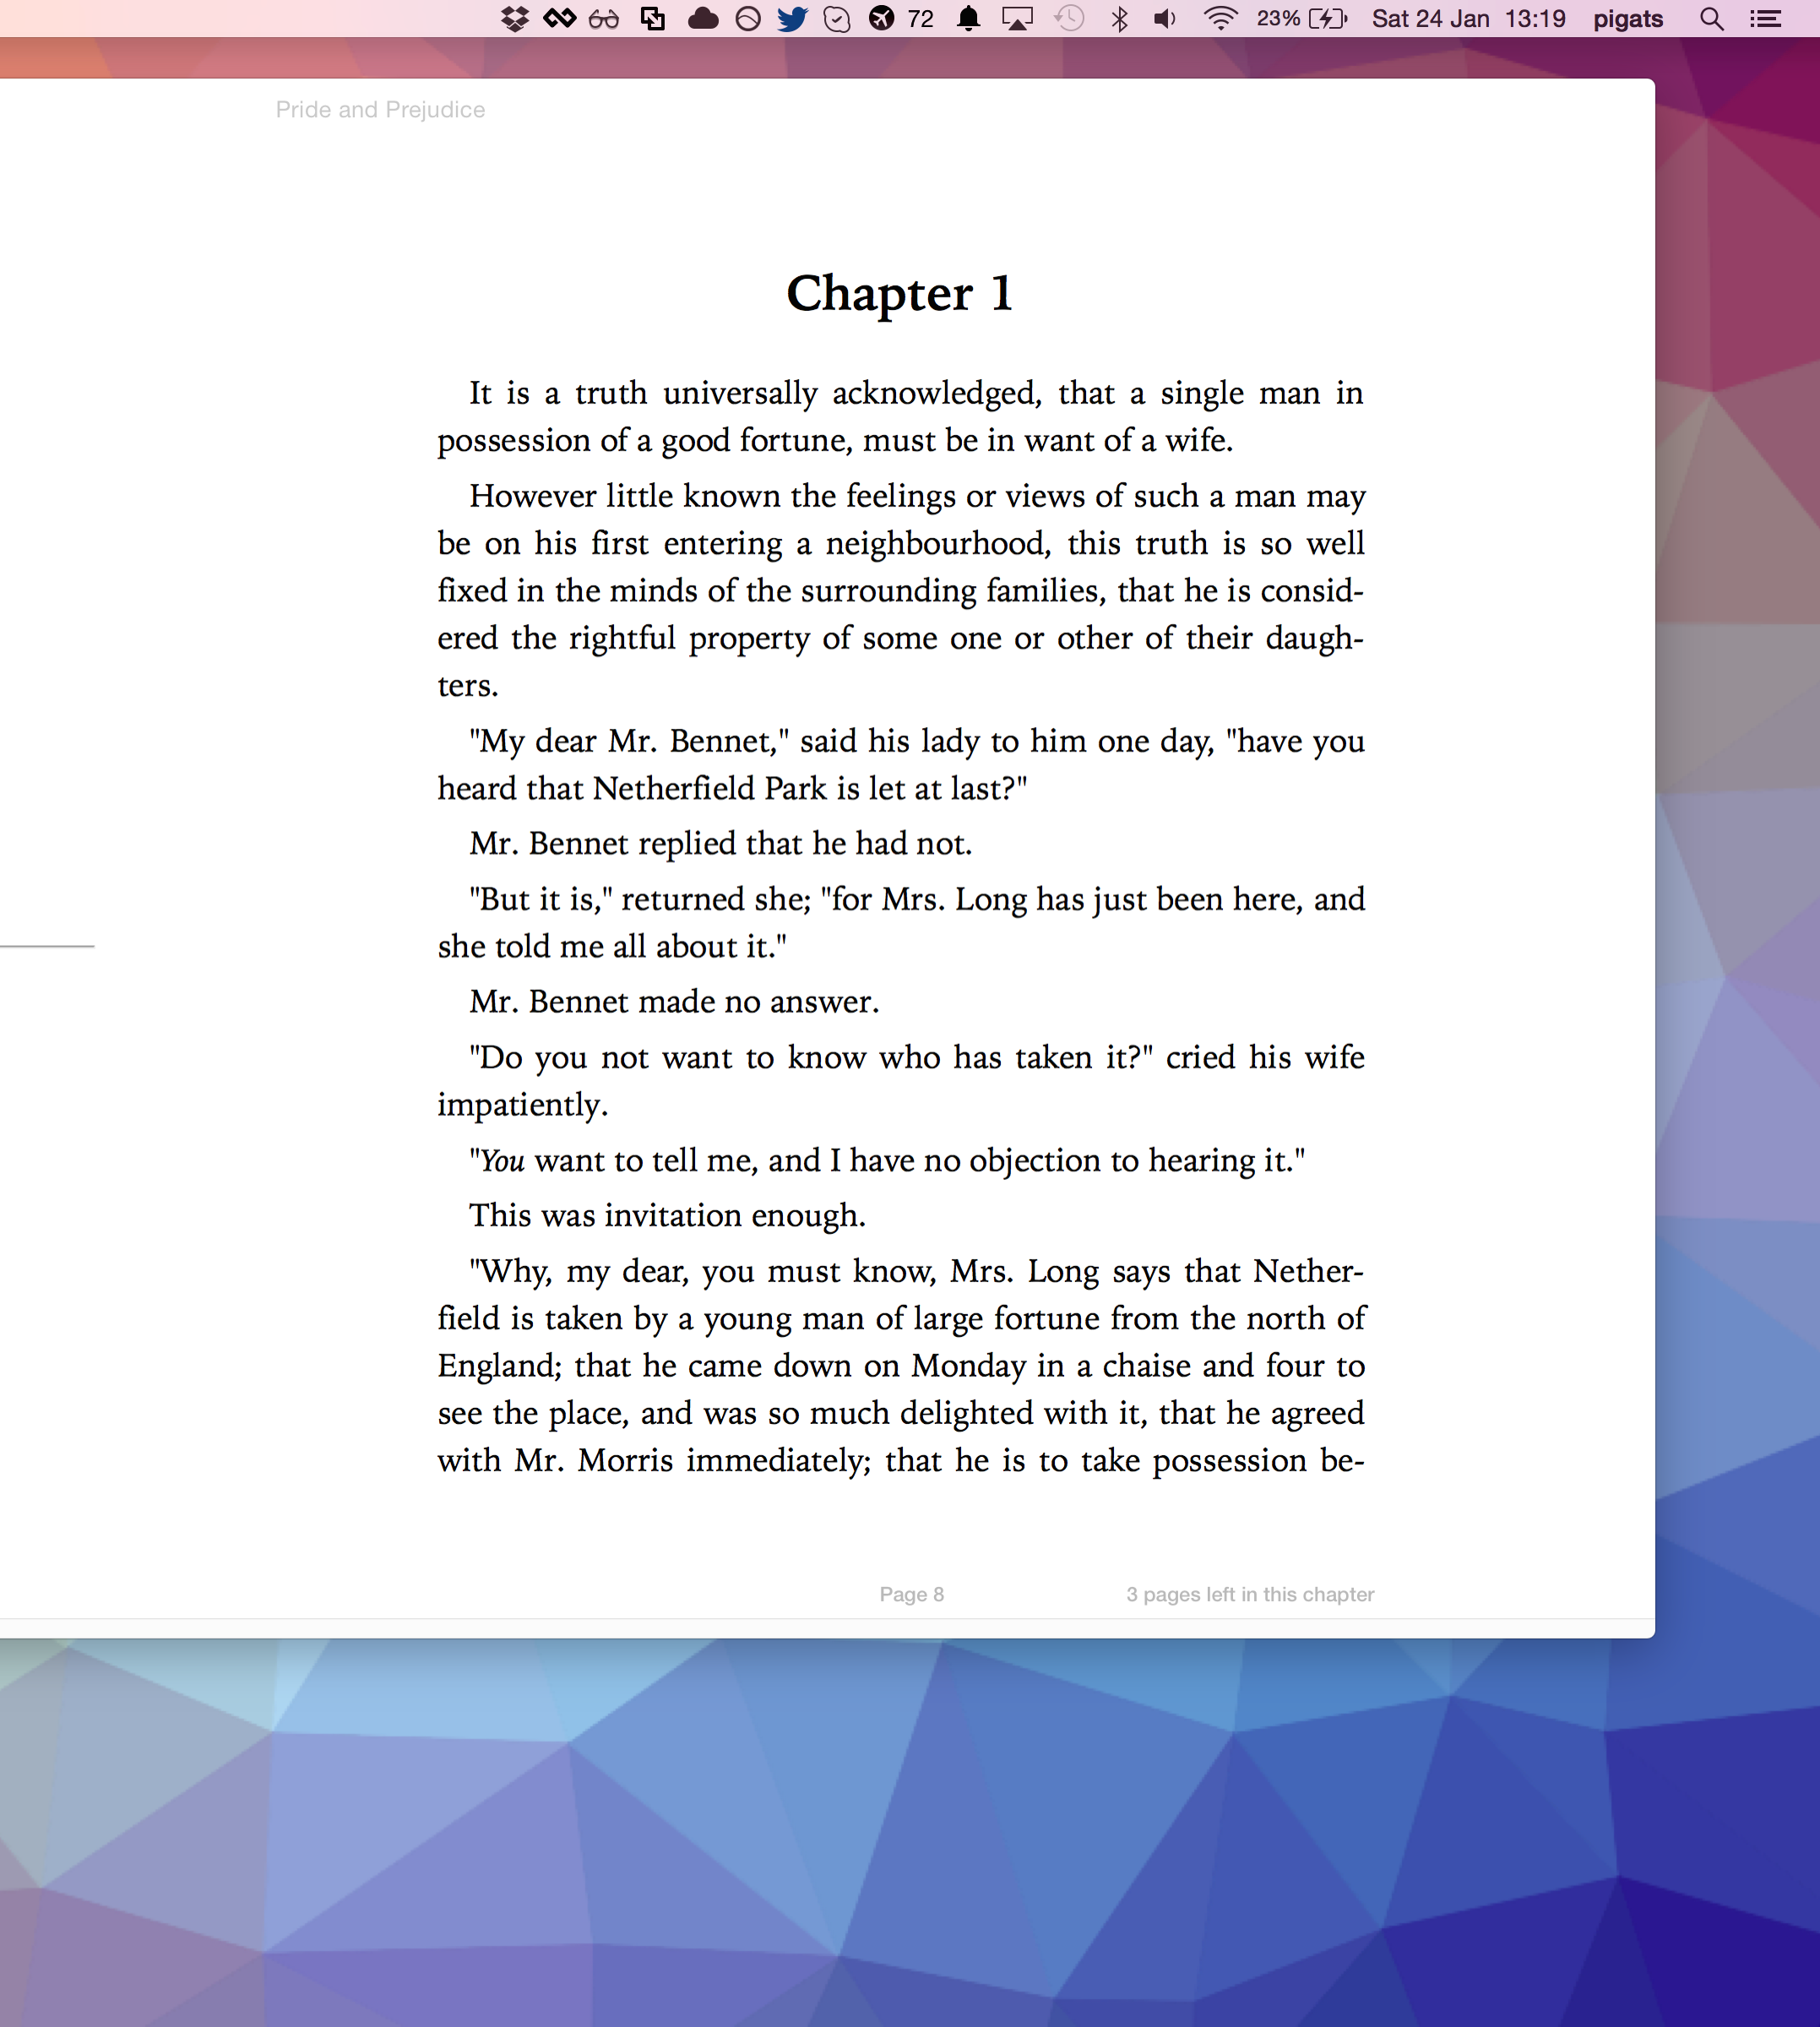 72 23% Sat 24 Jan 13:19 pigats
Pride and Prejudice
Chapter 1
It is a truth universally acknowledged, that a single man in
possession of a good fortune, must be in want of a wife.
However little known the feelings or views of such a man may
be on his first entering a neighbourhood, this truth is so well
fixed in the minds of the surrounding families, that he is consid-
ered the rightful property of some one or other of their daugh-
ters.
"My dear Mr. Bennet," said his lady to him one day, "have you
heard that Netherfield Park is let at last?"
Mr. Bennet replied that he had not.
"But it is," returned she; "for Mrs. Long has just been here, and
she told me all about it."
Mr. Bennet made no answer.
"Do you not want to know who has taken it?" cried his wife
impatiently.
"You want to tell me, and I have no objection to hearing it."
This was invitation enough.
"Why, my dear, you must know, Mrs. Long says that Nether-
field is taken by a young man of large fortune from the north of
England; that he came down on Monday in a chaise and four to
see the place, and was so much delighted with it, that he agreed
with Mr. Morris immediately; that he is to take possession be-
Page 8 3 pages left in this chapter